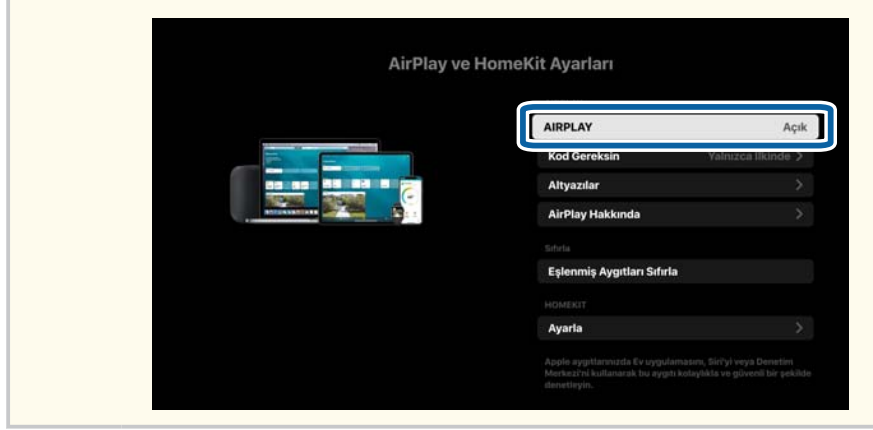 AirPlay ve HomeKit Ayarları
AIRPLAY Açık
Kod Gereksin Yalnızca İlkinde
Altyazılar
AirPlay Hakkında
Sıfırla
Eşlenmiş Aygıtları Sıfırla
HOMEKIT
Ayarla
Apple aygıtlarınızda Ev uygulamasını, Siri'yi veya Denetim
Merkezi'ni kullanarak bu aygıtı kolaylıkla ve güvenli bir şekilde
denetleyin.